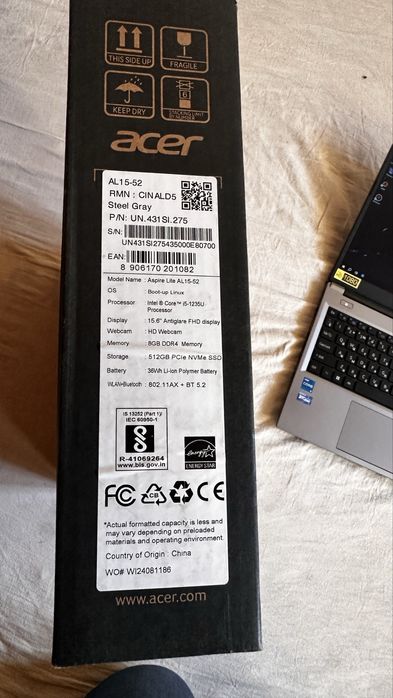 THIS SIDE UP
FRAGILE
6
KEEP DRY
STACKING LIMIT
BY NUMBER
acer
AL15-52
RMN : CINALD5
Steel Gray
P/N: UN.431SI.275
S/N:
UN431SI275435000E80700
EAN:
8 906170 201082
Model Name : Aspire Lite AL15-52
OS Boot-up Linux
Processor Intel ® Core™ i5-1235U
Processor
Display : 15.6" Antiglare FHD display
Webcam : HD Webcam
Memory : 8GB DDR4 Memory
Storage : 512GB PCIe NVMe SSD
Battery 36Wh Li-Ion Polymer Battery
WLAN+Bluetooth : 802.11AX + BT 5.2
IS 13252 (Part 1)/
IEC 60950-1
R-41069264
www.bis.gov.in
energy
ENERGY STAR
FC CB CE
*Actual formatted capacity is less and
may vary depending on preloaded
materials and operating environment.
Country of Origin : China
WO# WI24081186
www.acer.com